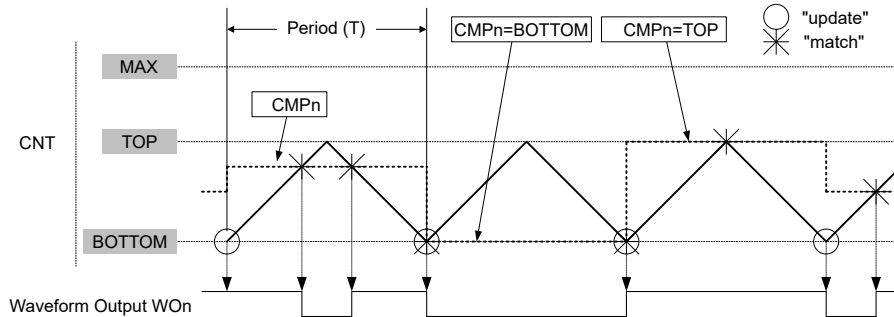 Period (T)
CMPn=BOTTOM
CMPn=TOP
"update"
"match"
MAX
CMPn
CNT
TOP
BOTTOM
Waveform Output WOn